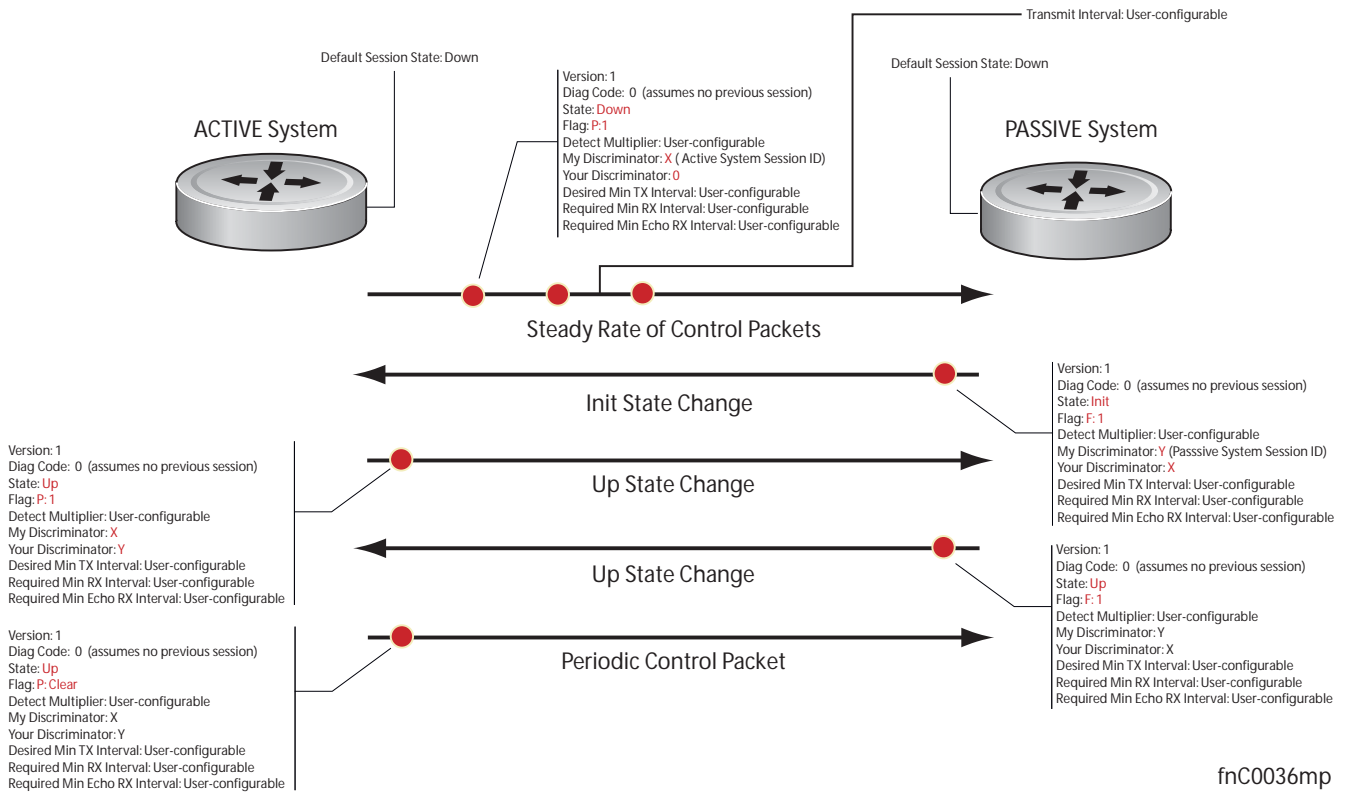 Transmit Interval: User-configurable
Default Session State: Down
Default Session State: Down
ACTIVE System
PASSIVE System
Version: 1
Diag Code: 0 (assumes no previous session)
State: Down
Flag: P:1
Detect Multiplier: User-configurable
My Discriminator: X ( Active System Session ID)
Your Discriminator: 0
Desired Min TX Interval: User-configurable
Required Min RX Interval: User-configurable
Required Min Echo RX Interval: User-configurable
Steady Rate of Control Packets
Init State Change
Version: 1
Diag Code: 0 (assumes no previous session)
State: Init
Flag: F: 1
Detect Multiplier: User-configurable
My Discriminator: Y (Passsive System Session ID)
Your Discriminator: X
Desired Min TX Interval: User-configurable
Required Min RX Interval: User-configurable
Required Min Echo RX Interval: User-configurable
Version: 1
Diag Code: 0 (assumes no previous session)
State: Up
Flag: P: 1
Detect Multiplier: User-configurable
My Discriminator: X
Your Discriminator: Y
Desired Min TX Interval: User-configurable
Required Min RX Interval: User-configurable
Required Min Echo RX Interval: User-configurable
Up State Change
Up State Change
Version: 1
Diag Code: 0 (assumes no previous session)
State: Up
Flag: F: 1
Detect Multiplier: User-configurable
My Discriminator: Y
Your Discriminator: X
Desired Min TX Interval: User-configurable
Required Min RX Interval: User-configurable
Required Min Echo RX Interval: User-configurable
Version: 1
Diag Code: 0 (assumes no previous session)
State: Up
Flag: P: Clear
Detect Multiplier: User-configurable
My Discriminator: X
Your Discriminator: Y
Desired Min TX Interval: User-configurable
Required Min RX Interval: User-configurable
Required Min Echo RX Interval: User-configurable
Periodic Control Packet
fnC0036mp